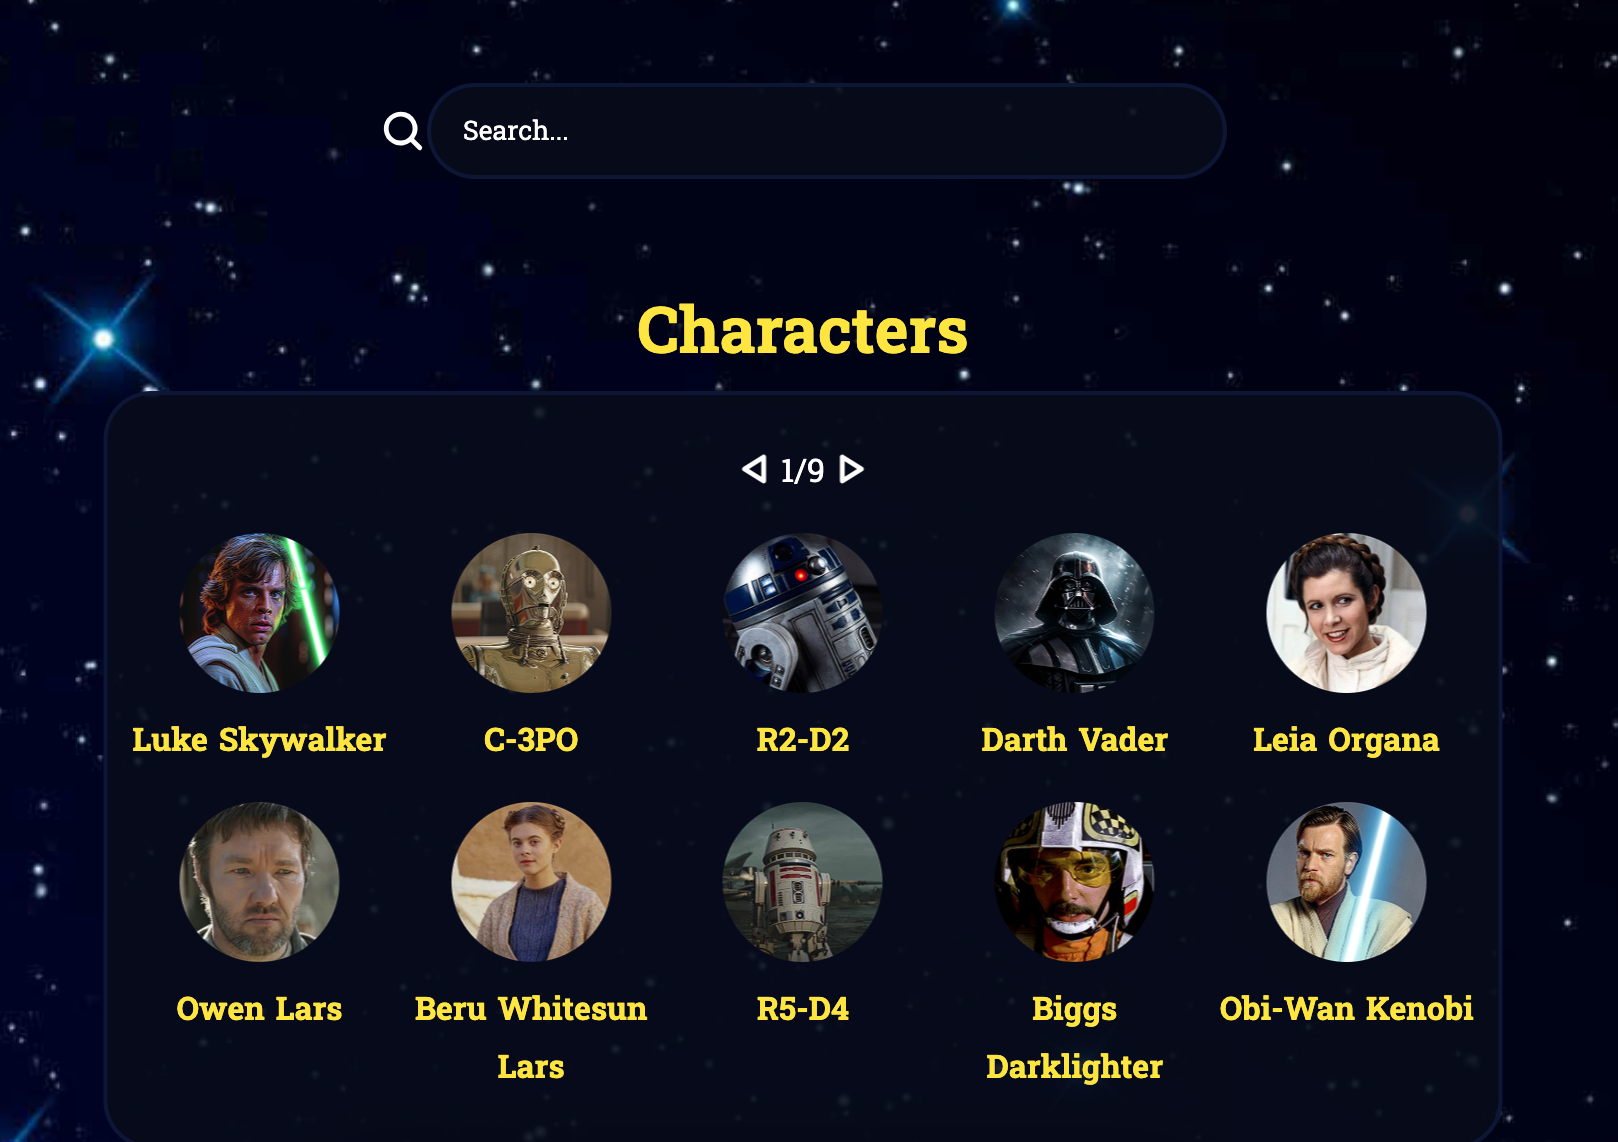 Search...
Characters
1/9
Luke Skywalker
C-3PO
R2-D2
Darth Vader
Leia Organa
Owen Lars
Beru Whitesun
Lars
R5-D4
Biggs
Darklighter
Obi-Wan Kenobi